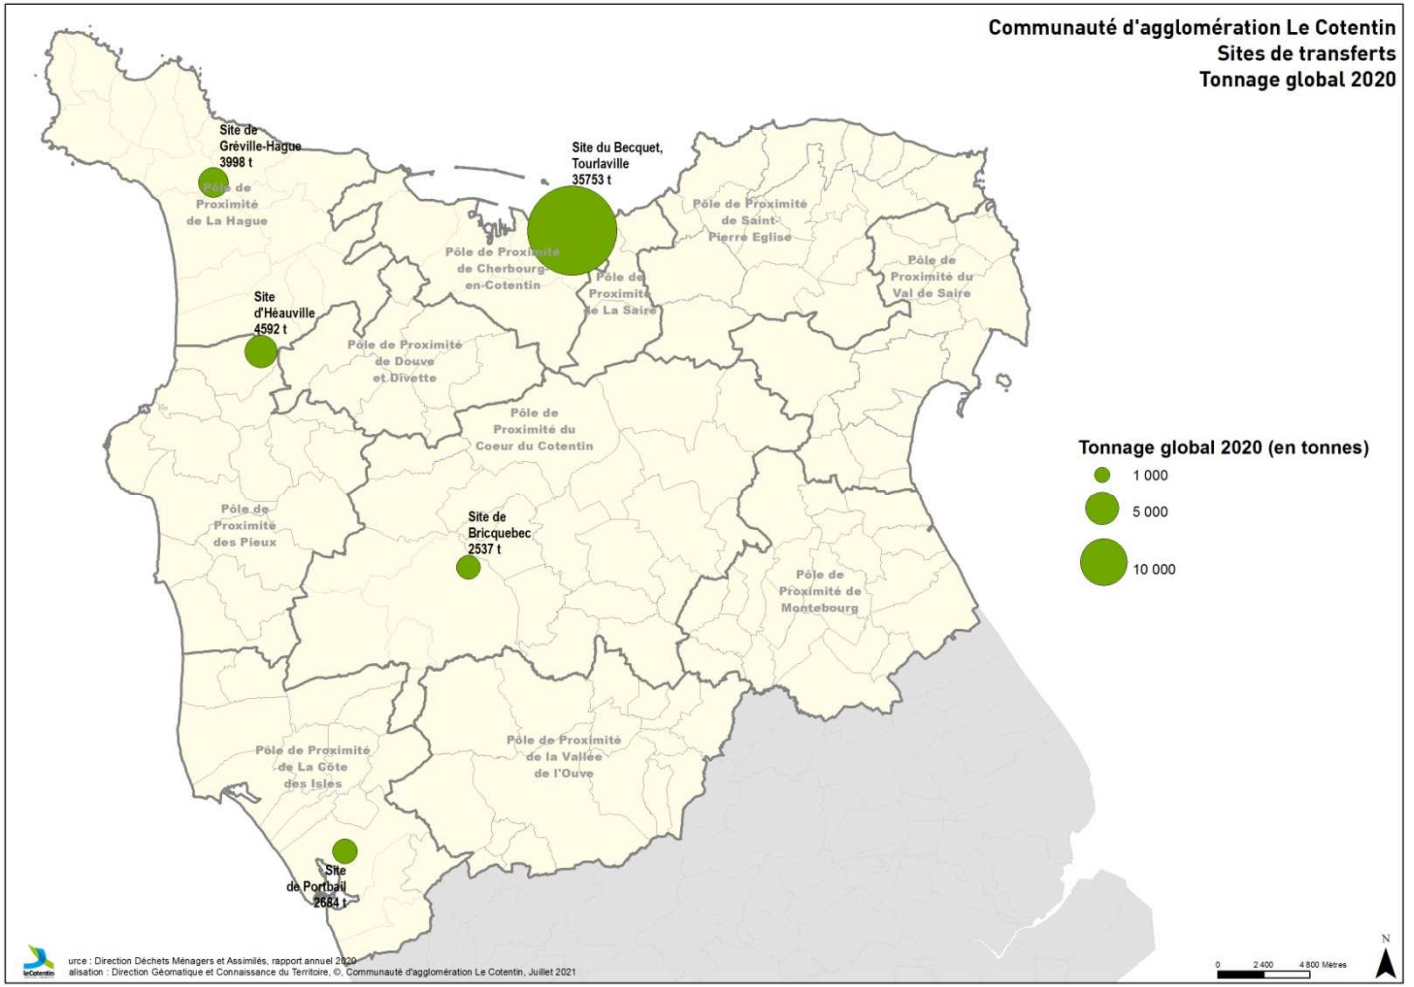 Communauté d'agglomération Le Cotentin
Sites de transferts
Tonnage global 2020
Site de
Gréville-Hague
3998 t
Pôle de
Proximité
de La Hague
Site du Becquet,
Tourlaville
35753 t
Pôle de Proximité
de Cherbourg-
en-Cotentin
Pôle de
Proximité
de La Saire
Pôle de Proximité
de Saint-
Pierre Eglise
Pôle de
Proximité du
Val de Saire
Site
d'Héauville
4592 t
Pôle de Proximité
de Douve
et Divette
Pôle de
Proximité du
Coeur du Cotentin
Pôle de
Proximité
des Pieux
Site de
Bricquebec
2537 t
Pôle de
Proximité de
Montebourg
Pôle de Proximité
de La Côte
des Isles
Pôle de Proximité
de la Vallée
de l'Ouve
Site
de Portbail
2684 t
Tonnage global 2020 (en tonnes)
1 000
5 000
10 000
leCotentin
urce : Direction Déchets Ménagers et Assimilés, rapport annuel 2020
alisation : Direction Géomatique et Connaissance du Territoire, ©, Communauté d'agglomération Le Cotentin, Juillet 2021
N
0 2 400 4 800 Mètres